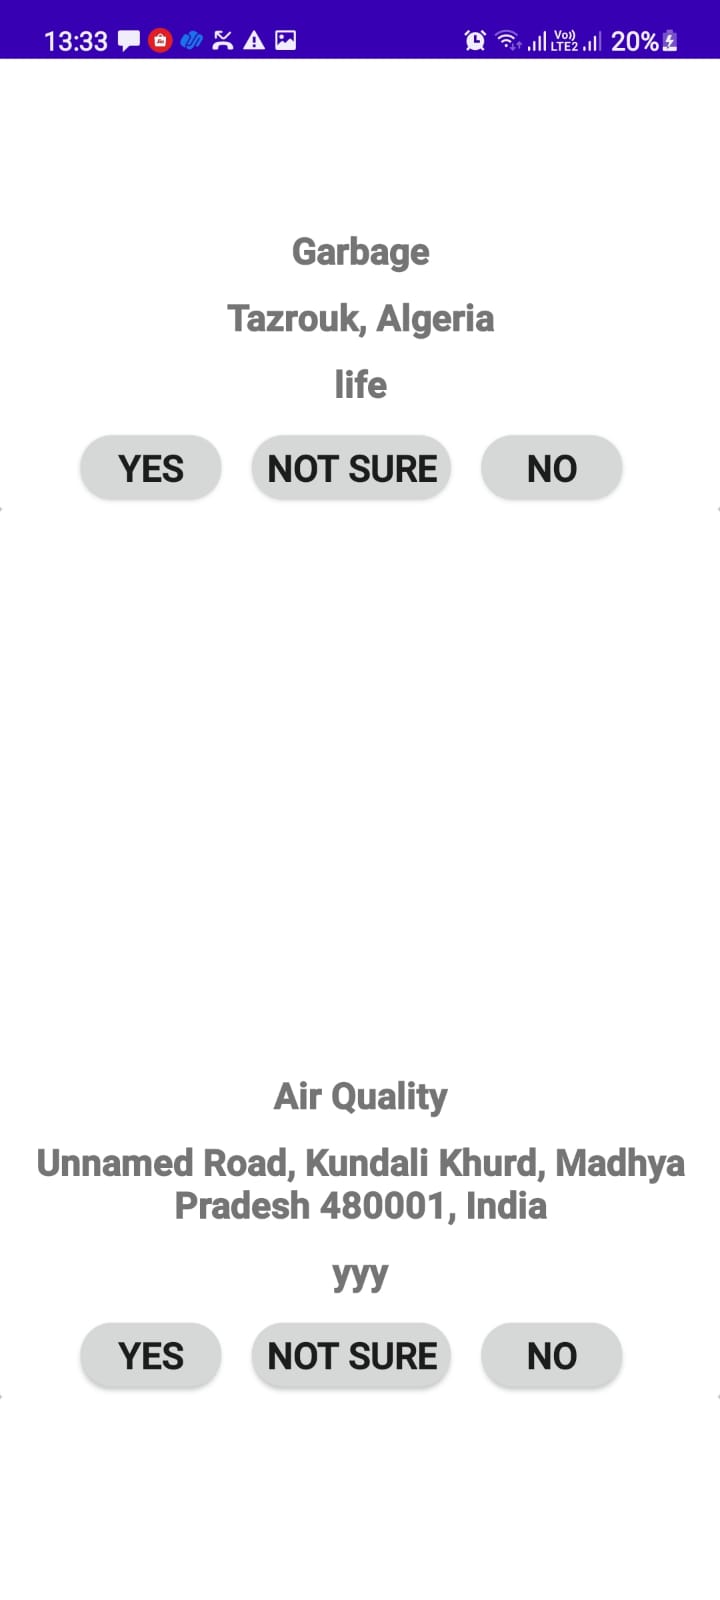 13:33 Vo)) LTE2 20%
Garbage
Tazrouk, Algeria
life
YES NOT SURE NO
Air Quality
Unnamed Road, Kundali Khurd, Madhya
Pradesh 480001, India
yyy
YES NOT SURE NO